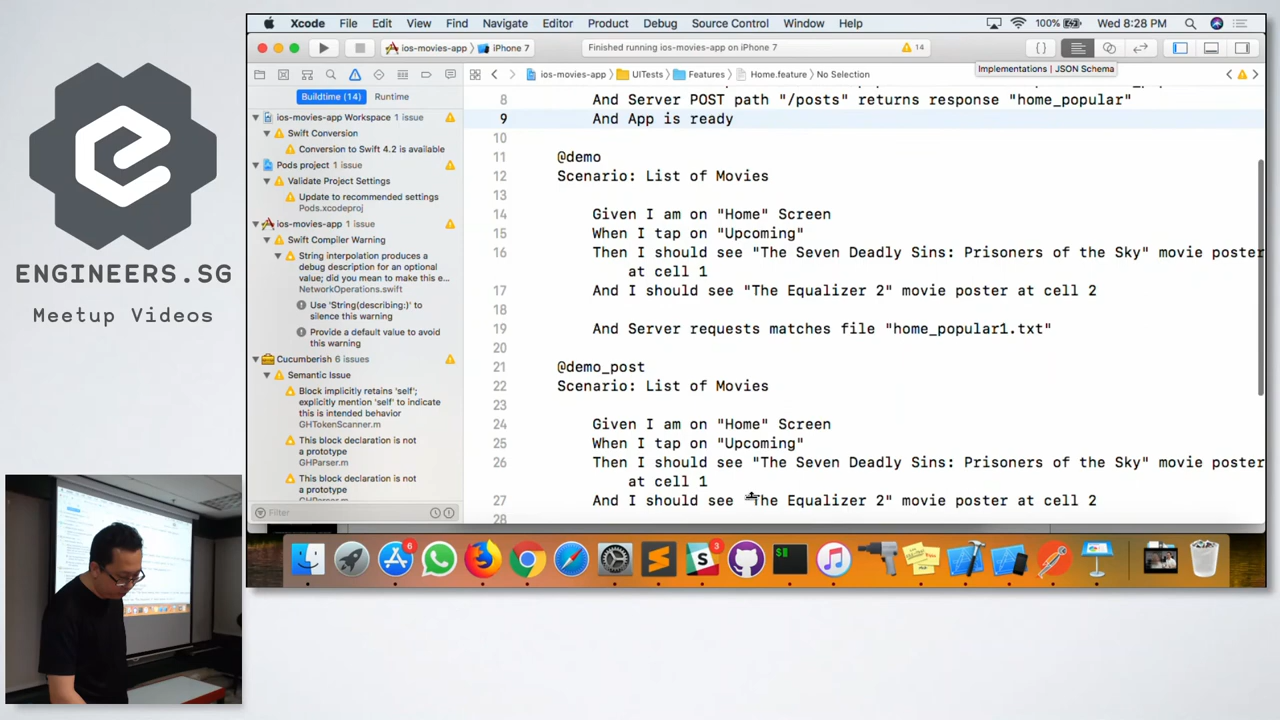 Xcode File Edit View Find Navigate Editor Product Debug Source Control Window Help
100% Wed 8:28 PM
ios-movies-app iPhone 7
Finished running ios-movies-app on iPhone 7
14
Implementations | JSON Schema
ios-movies-app UITests Features Home.feature No Selection
Buildtime (14) Runtime
ios-movies-app Workspace 1 issue
Swift Conversion
Conversion to Swift 4.2 is available
Pods project 1 issue
Validate Project Settings
Update to recommended settings
Pods.xcodeproj
ios-movies-app 1 issue
Swift Compiler Warning
String interpolation produces a
debug description for an optional
value; did you mean to make this e...
NetworkOperations.swift
Use 'String(describing:)' to
silence this warning
Provide a default value to avoid
this warning
Cucumberish 6 issues
Semantic Issue
Block implicitly retains 'self';
explicitly mention 'self' to indicate
this is intended behavior
GHTokenScanner.m
This block declaration is not
a prototype
GHParser.m
This block declaration is not
a prototype
GHParser.m
Filter
8 And Server POST path "/posts" returns response "home_popular"
9 And App is ready
10
11 @demo
12 Scenario: List of Movies
13
14 Given I am on "Home" Screen
15 When I tap on "Upcoming"
16 Then I should see "The Seven Deadly Sins: Prisoners of the Sky" movie poster
at cell 1
17 And I should see "The Equalizer 2" movie poster at cell 2
18
19 And Server requests matches file "home_popular1.txt"
20
21 @demo_post
22 Scenario: List of Movies
23
24 Given I am on "Home" Screen
25 When I tap on "Upcoming"
26 Then I should see "The Seven Deadly Sins: Prisoners of the Sky" movie poster
at cell 1
27 And I should see "The Equalizer 2" movie poster at cell 2
28
6
3
ENGINEERS.SG
Meetup Videos